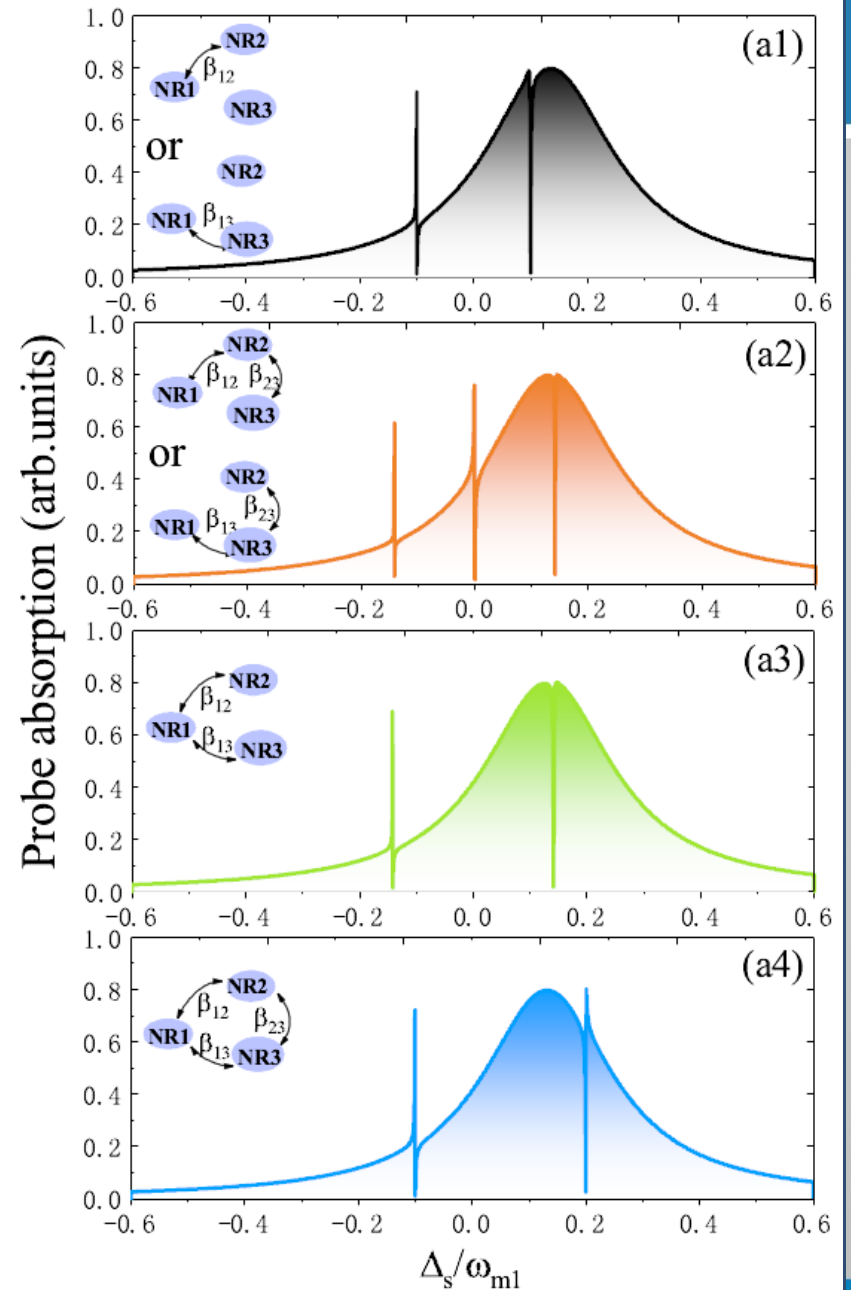 Probe absorption (arb.units)
(a1)
1.0
0.8
0.6
0.4
0.2
0.0
NR2
β12
NR1
NR3
or
NR2
NR1
β13
NR3
-0.6 -0.4 -0.2 0.0 0.2 0.4 0.6
(a2)
1.0
0.8
0.6
0.4
0.2
0.0
NR2
β12 β23
NR1
NR3
or
NR2
β23
NR1 β13
NR3
-0.6 -0.4 -0.2 0.0 0.2 0.4 0.6
(a3)
1.0
0.8
0.6
0.4
0.2
0.0
NR2
β12
NR1
β13
NR3
-0.6 -0.4 -0.2 0.0 0.2 0.4 0.6
(a4)
1.0
0.8
0.6
0.4
0.2
0.0
NR2
β12
β23
NR1
β13
NR3
-0.6 -0.4 -0.2 0.0 0.2 0.4 0.6
Δs/ωm1